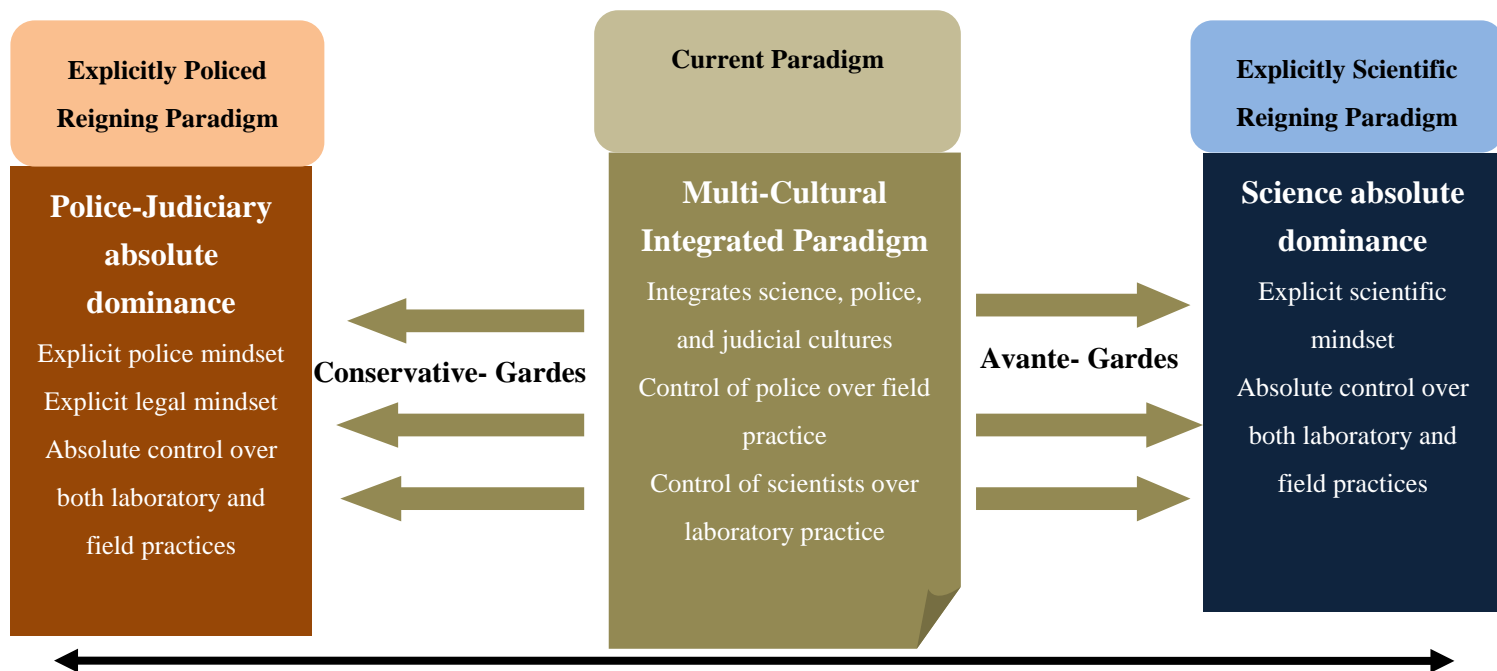 Explicitly Policed
Reigning Paradigm
Police-Judiciary
absolute
dominance
Explicit police mindset
Explicit legal mindset
Absolute control over
both laboratory and
field practices
Conservative- Gardes
Current Paradigm
Multi-Cultural
Integrated Paradigm
Integrates science, police,
and judicial cultures
Control of police over field
practice
Control of scientists over
laboratory practice
Avante- Gardes
Explicitly Scientific
Reigning Paradigm
Science absolute
dominance
Explicit scientific
mindset
Absolute control over
both laboratory and
field practices